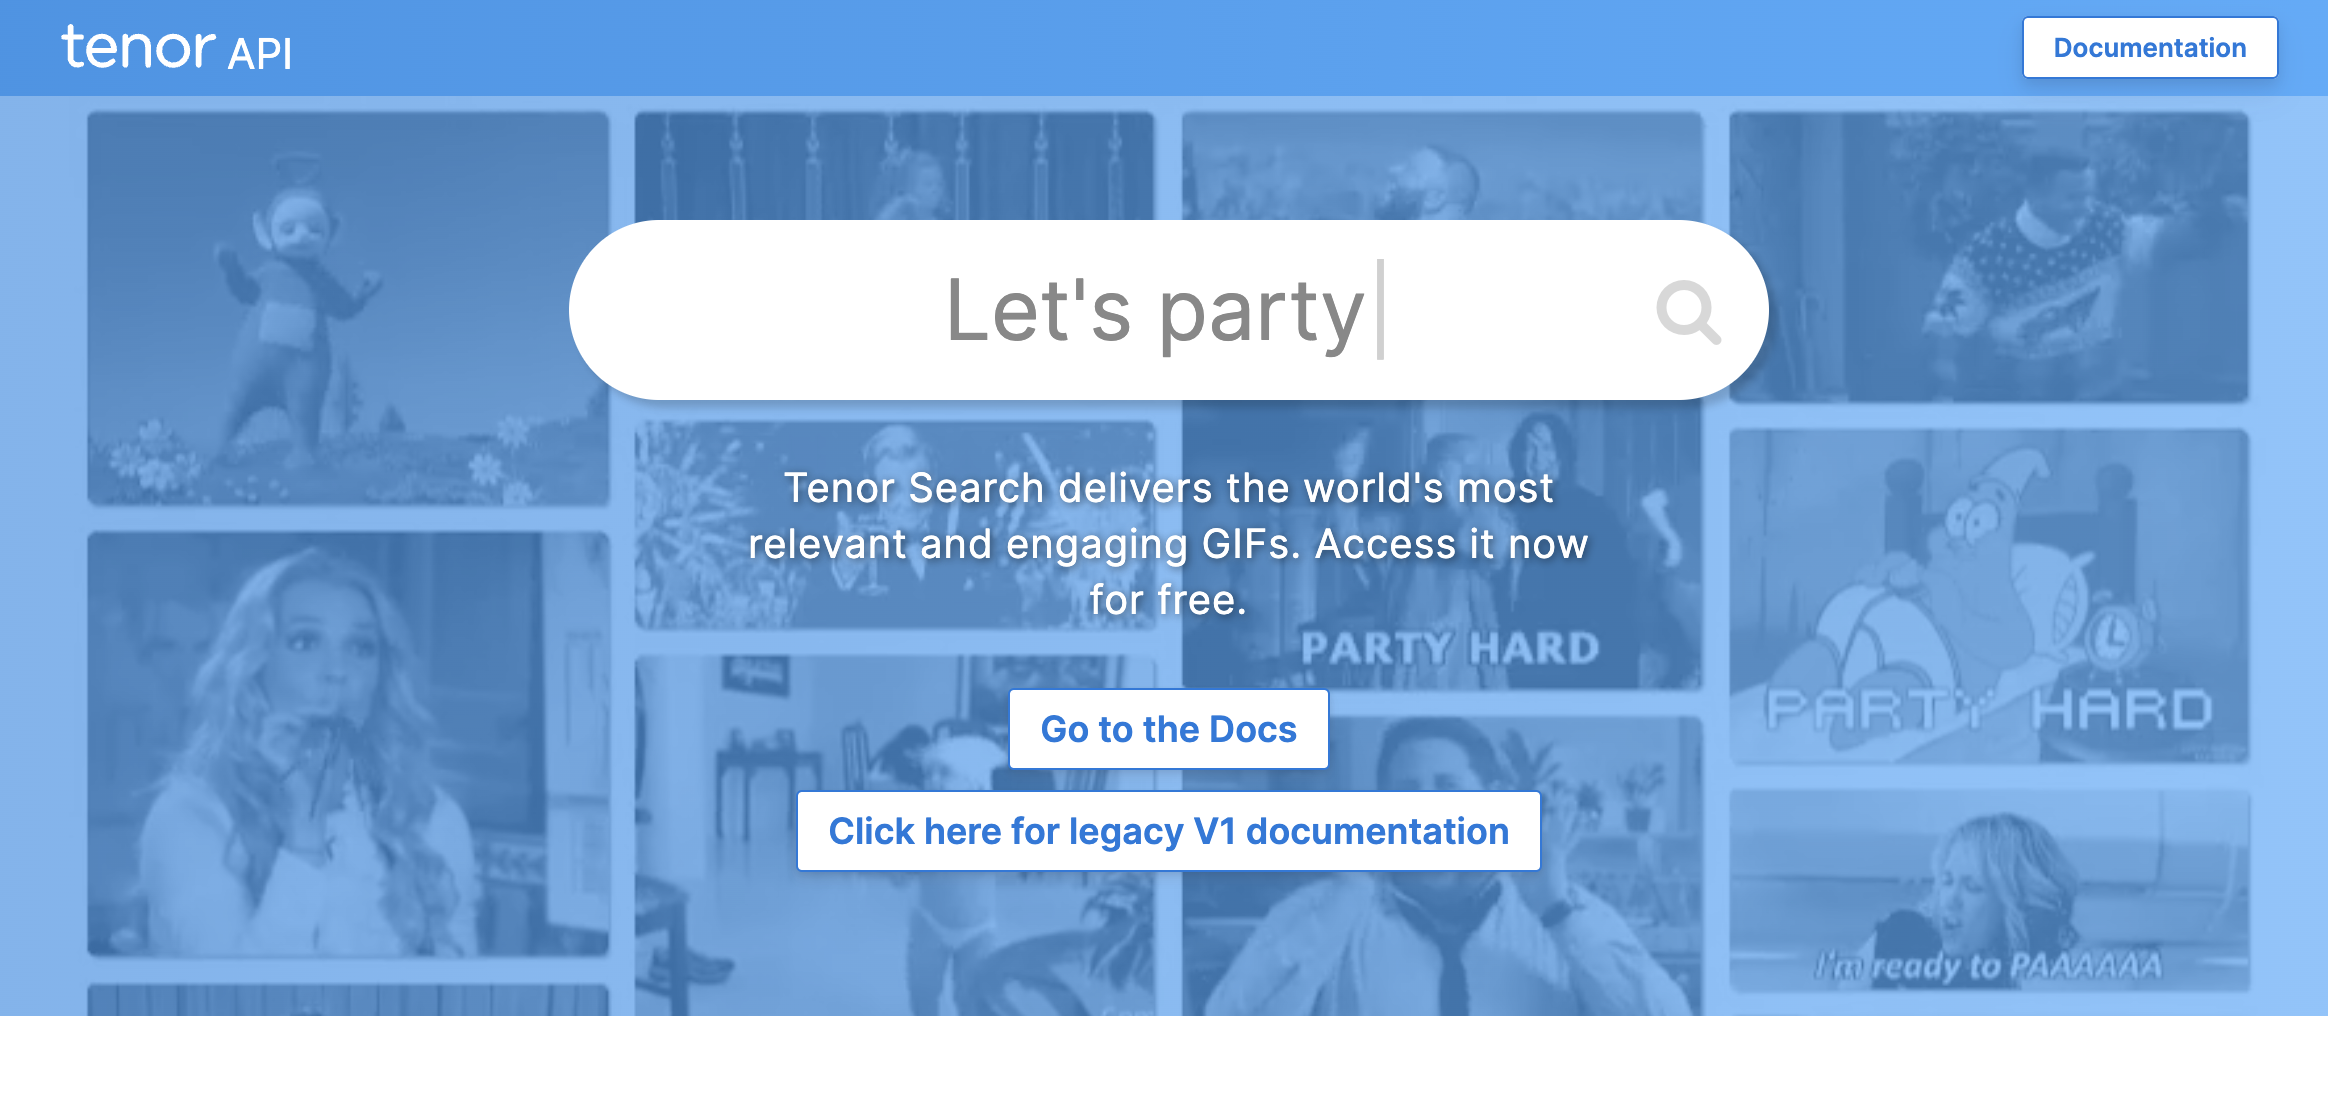 tenor API
Documentation
Let's party
Tenor Search delivers the world's most
relevant and engaging GIFs. Access it now
for free.
PARTY HARD
PARTY HARD
Go to the Docs
Click here for legacy V1 documentation
I'm ready to PAAAAAA